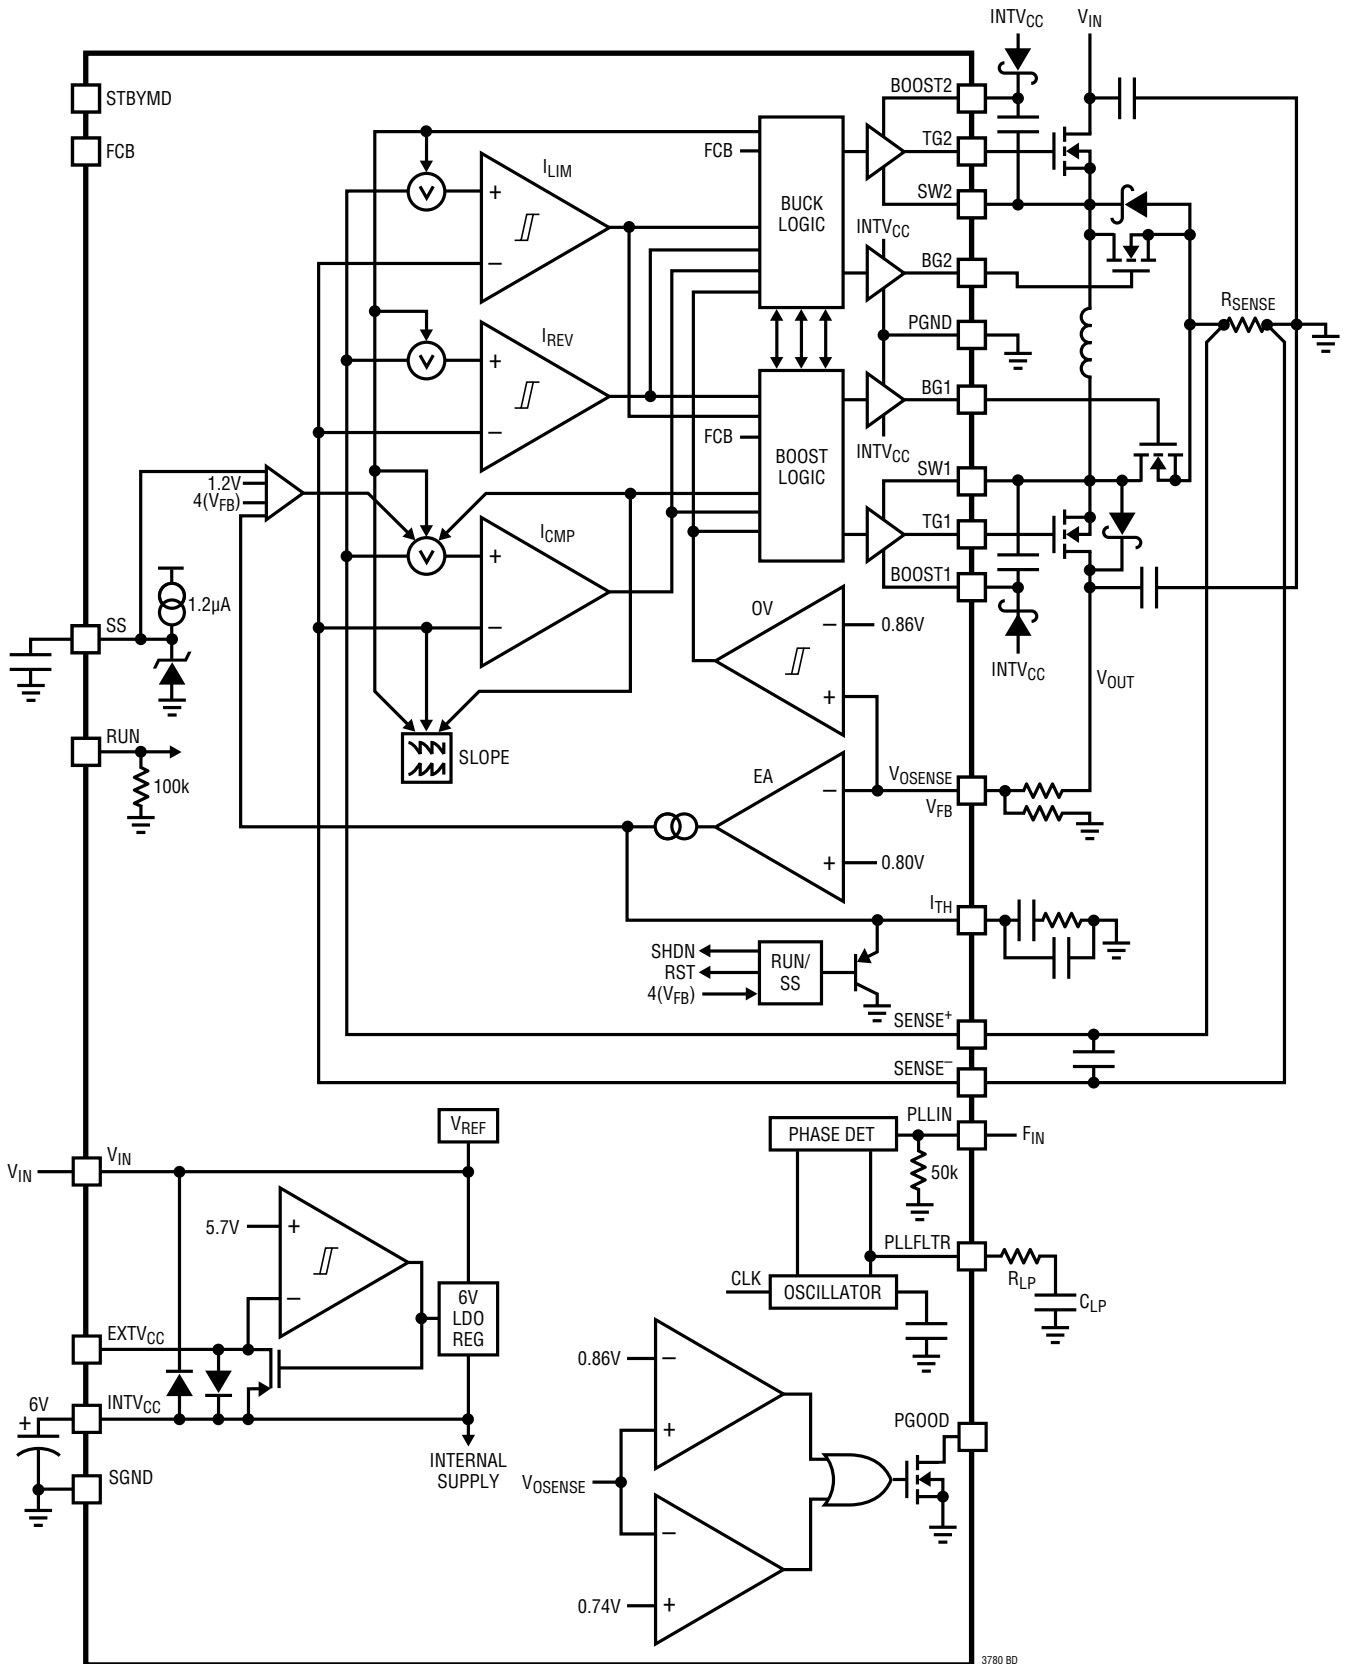 INTVCC
VIN
STBYMD
FCB
BOOST2
TG2
SW2
FCB
BUCK
LOGIC
ILIM
+
−
INTVCC
BG2
PGND
RSENSE
IREV
+
−
BG1
FCB
INTVCC
BOOST
LOGIC
SW1
TG1
BOOST1
1.2V
4(VFB)
ICMP
+
−
1.2µA
SS
OV
−
0.86V
+
INTVCC
VOUT
RUN
100k
SLOPE
EA
−
+
0.80V
VOSENSE
VFB
ITH
SHDN
RST
4(VFB)
RUN/
SS
SENSE+
SENSE−
PLLIN
FIN
PHASE DET
50k
VREF
VIN
VIN
5.7V
+
−
PLLFLTR
RLP
CLP
CLK
OSCILLATOR
6V
LDO
REG
EXTVCC
INTVCC
6V
+
SGND
INTERNAL
SUPPLY
0.86V
−
+
VOSENSE
−
0.74V
+
PGOOD
3780 BD